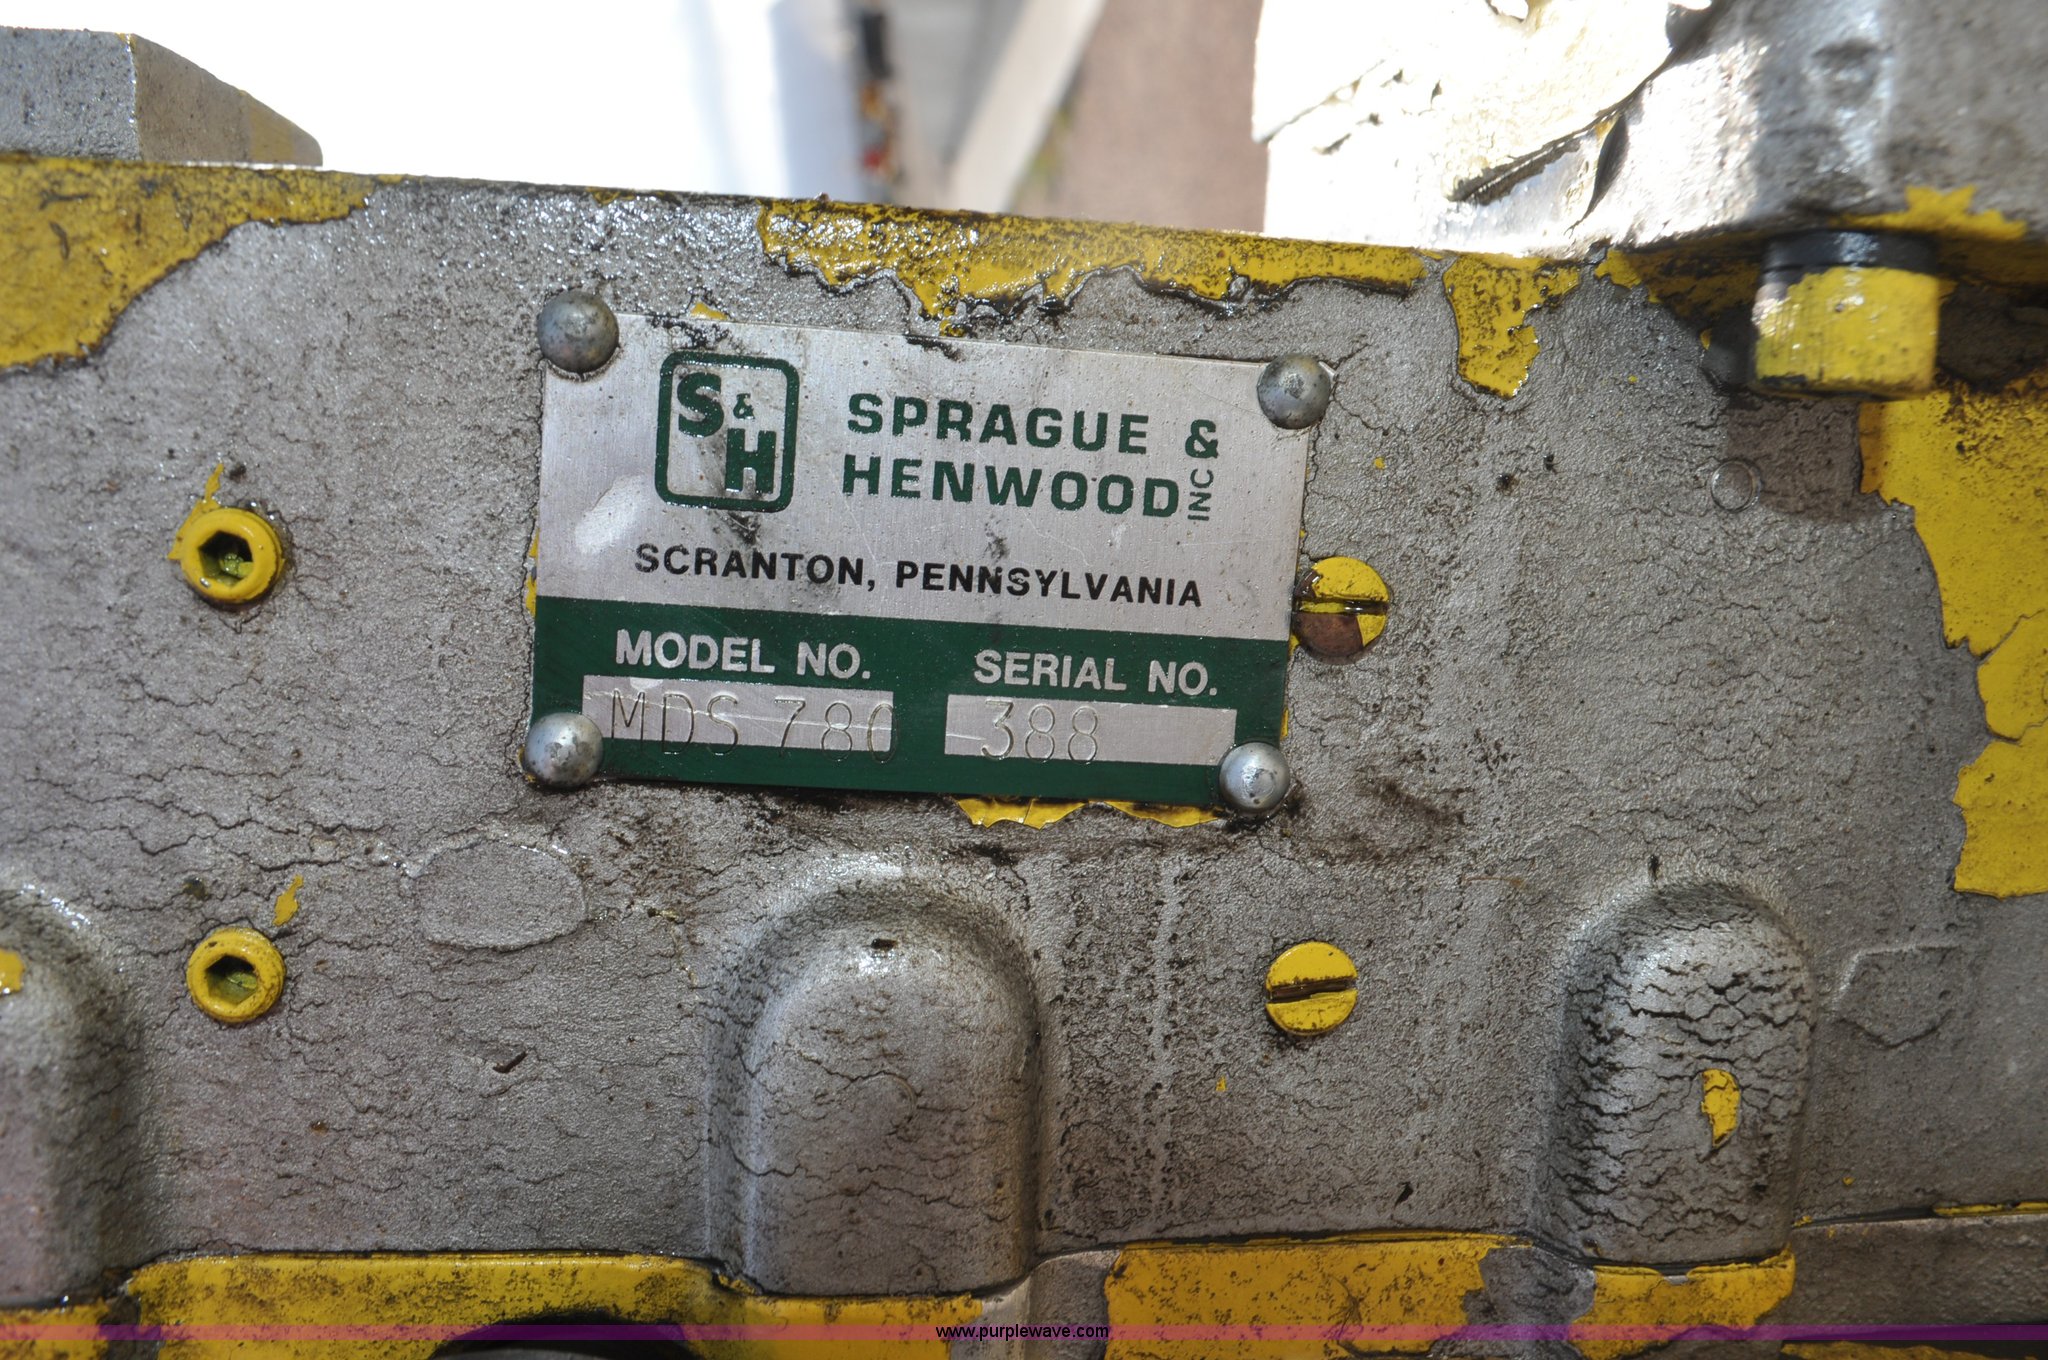 S & H
SPRAGUE &
HENWOOD INC
SCRANTON, PENNSYLVANIA
MODEL NO. SERIAL NO.
MDS 780 388
www.purplewave.com